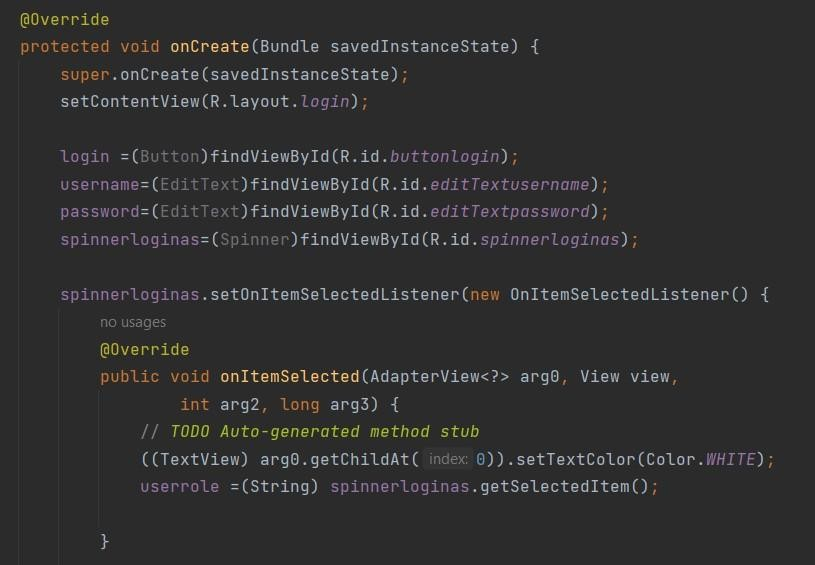 @Override
protected void onCreate(Bundle savedInstanceState) {
super.onCreate(savedInstanceState);
setContentView(R.layout.login);
login =(Button)findViewById(R.id.buttonlogin);
username=(EditText)findViewById(R.id.editTextusername);
password=(EditText)findViewById(R.id.editTextpassword);
spinnerloginas=(Spinner)findViewById(R.id.spinnerloginas);
spinnerloginas.setOnItemSelectedListener(new OnItemSelectedListener() {
no usages
@Override
public void onItemSelected(AdapterView<?> arg0, View view,
int arg2, long arg3) {
// TODO Auto-generated method stub
((TextView) arg0.getChildAt( index: 0)).setTextColor(Color.WHITE);
userrole =(String) spinnerloginas.getSelectedItem();
}